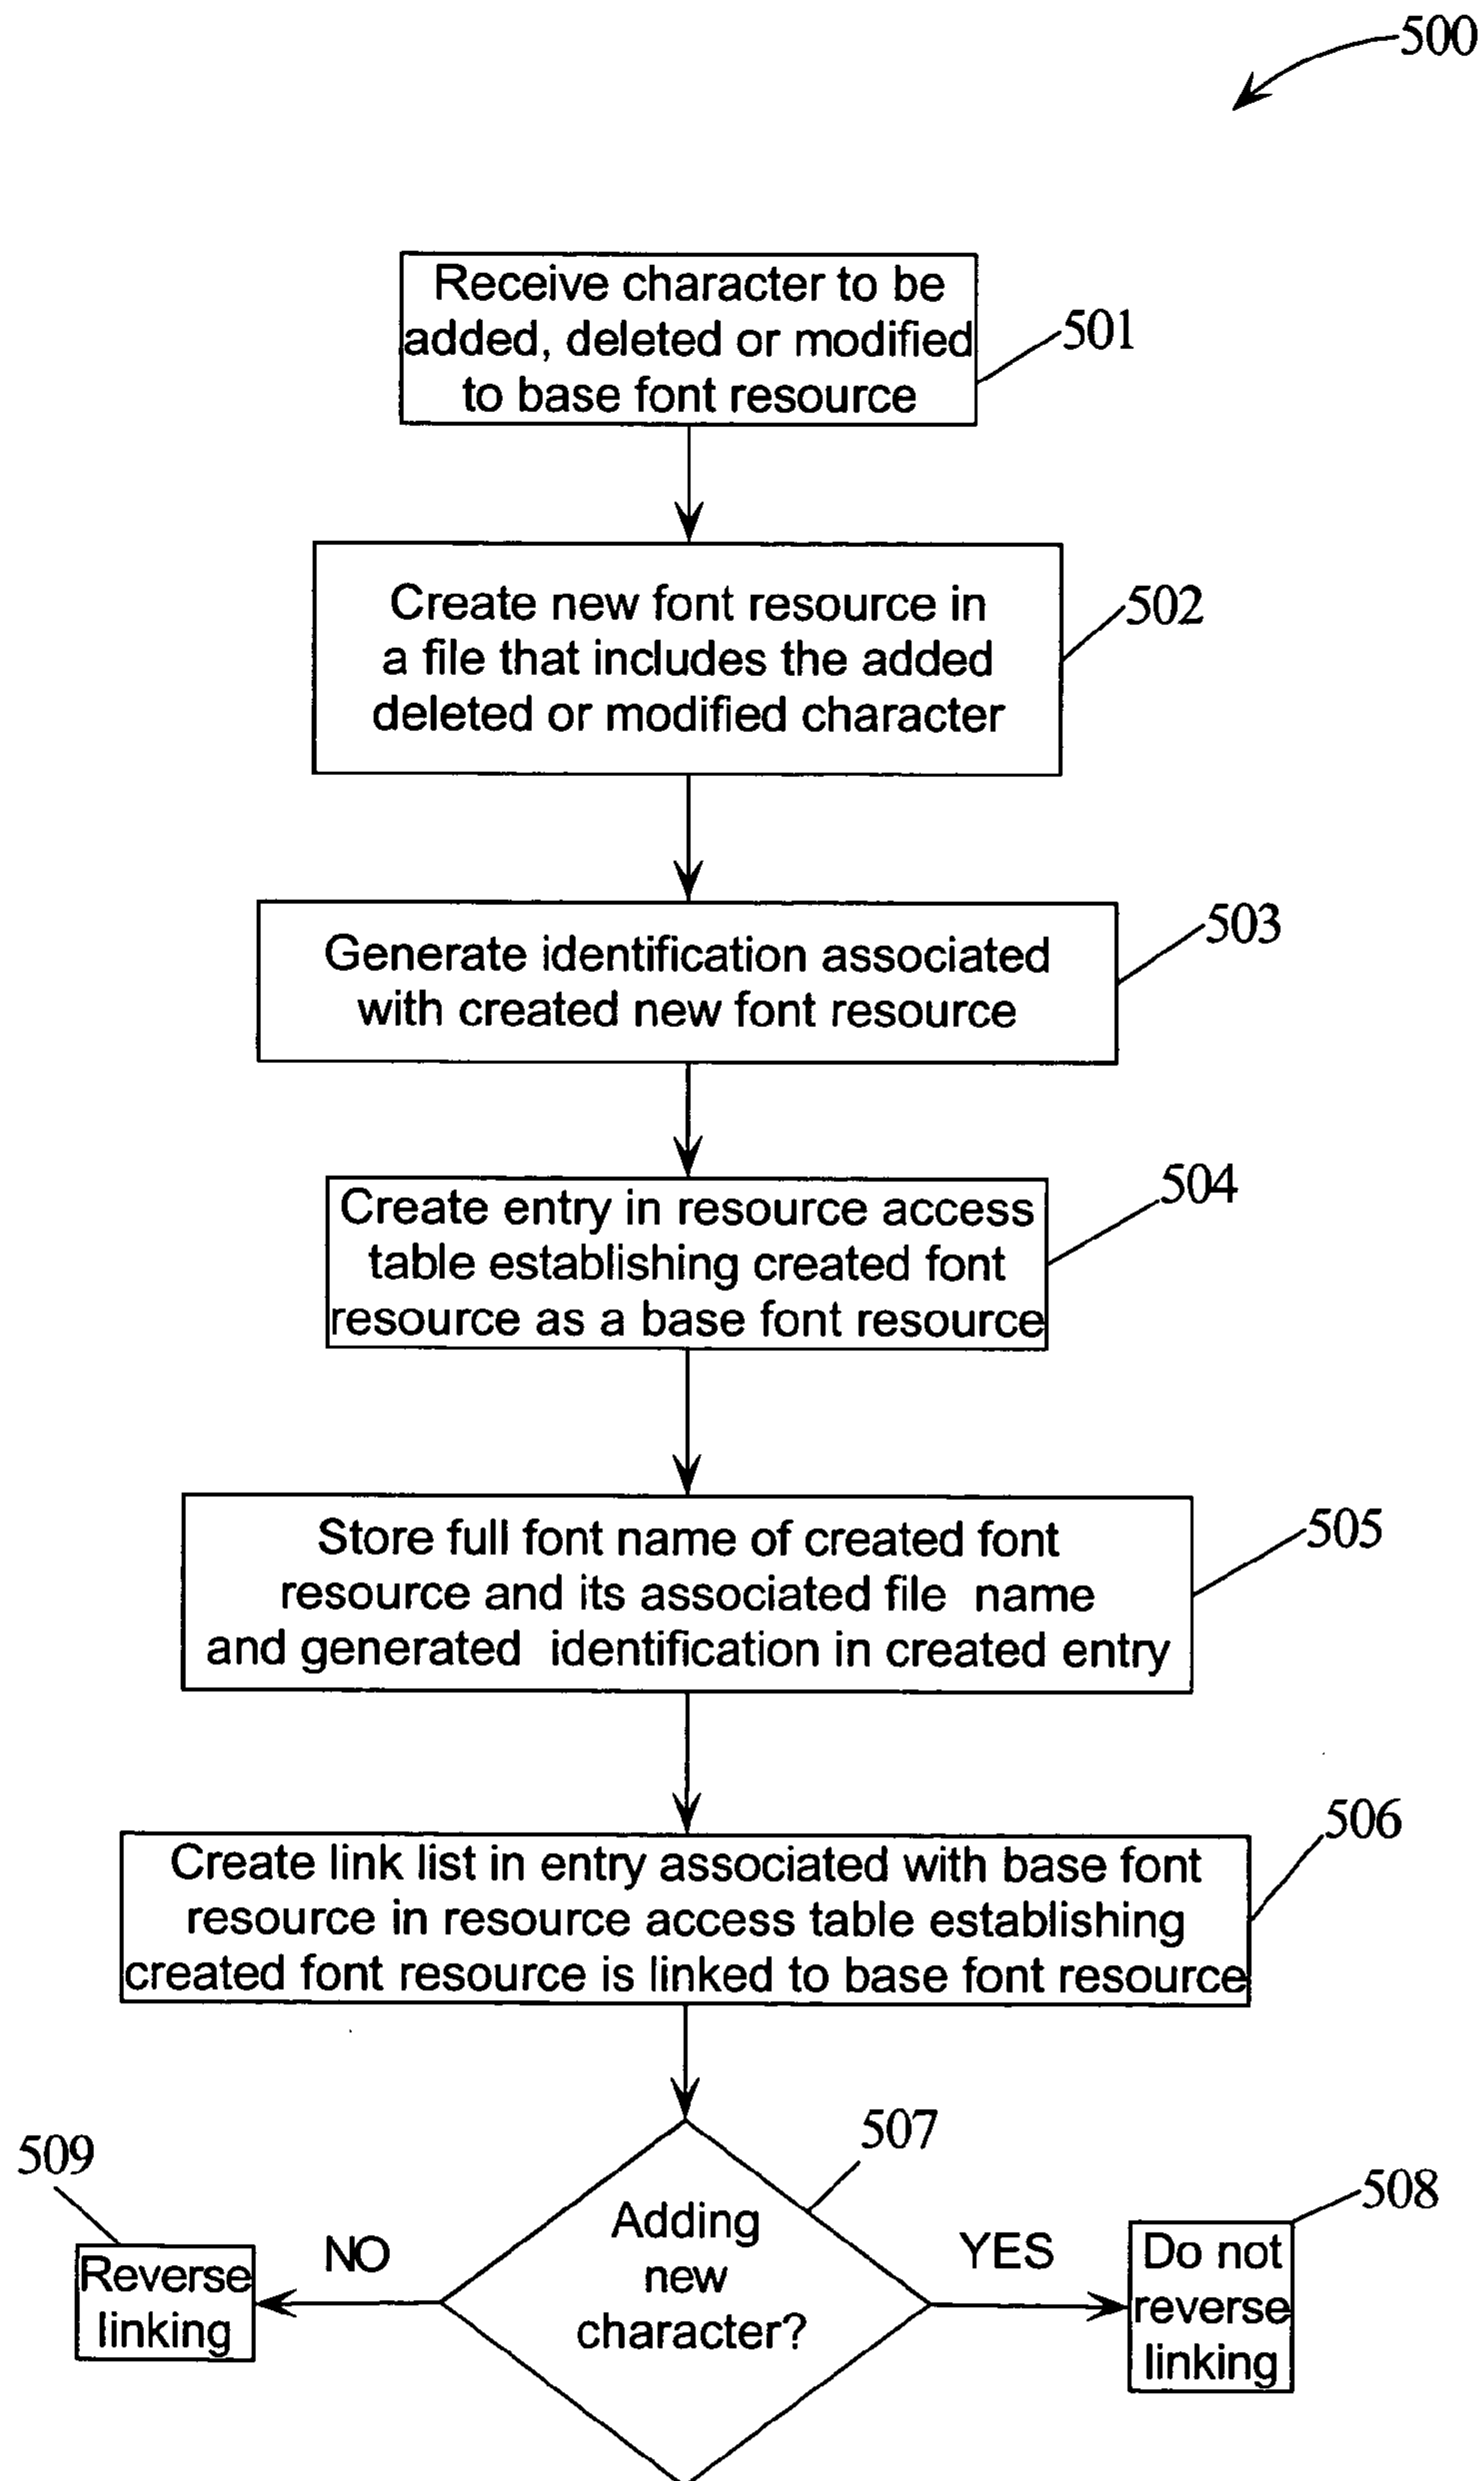 500
Receive character to be
added, deleted or modified
to base font resource
501
Create new font resource in
a file that includes the added
deleted or modified character
502
Generate identification associated
with created new font resource
503
Create entry in resource access
table establishing created font
resource as a base font resource
504
Store full font name of created font
resource and its associated file name
and generated identification in created entry
505
Create link list in entry associated with base font
resource in resource access table establishing
created font resource is linked to base font resource
506
Adding
new
character?
507
NO
Reverse
linking
509
YES
Do not
reverse
linking
508